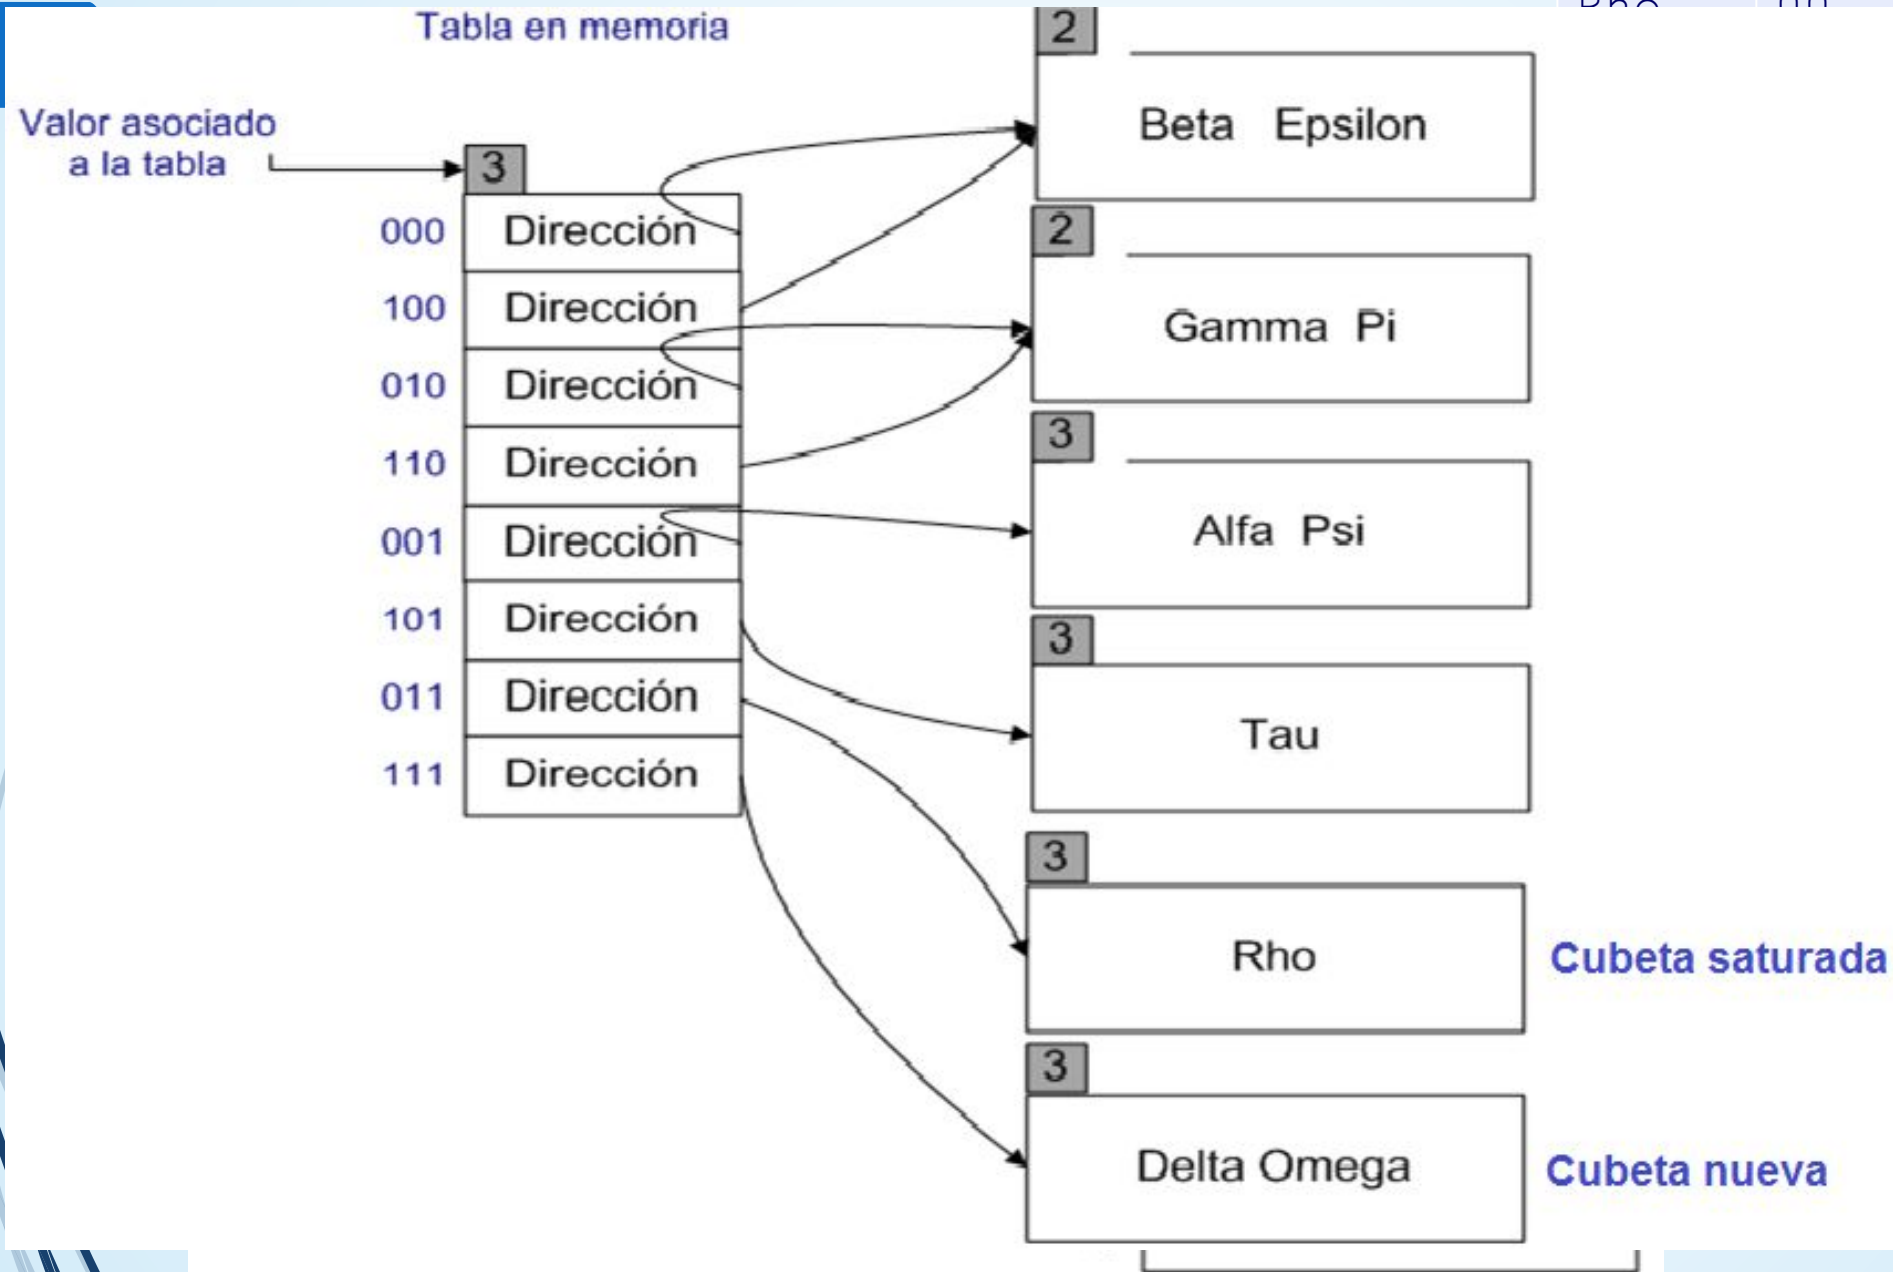 Tabla en memoria
Valor asociado
a la tabla
3
000 Dirección
100 Dirección
010 Dirección
110 Dirección
001 Dirección
101 Dirección
011 Dirección
111 Dirección
2
Beta Epsilon
2
Gamma Pi
3
Alfa Psi
3
Tau
3
Rho
Cubeta saturada
3
Delta Omega
Cubeta nueva